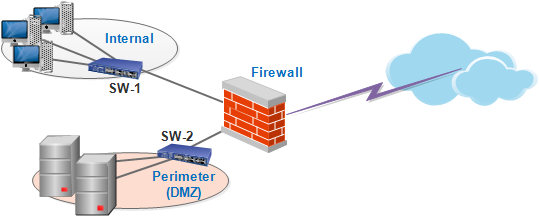 Internal
SW-1
Firewall
SW-2
Perimeter
(DMZ)